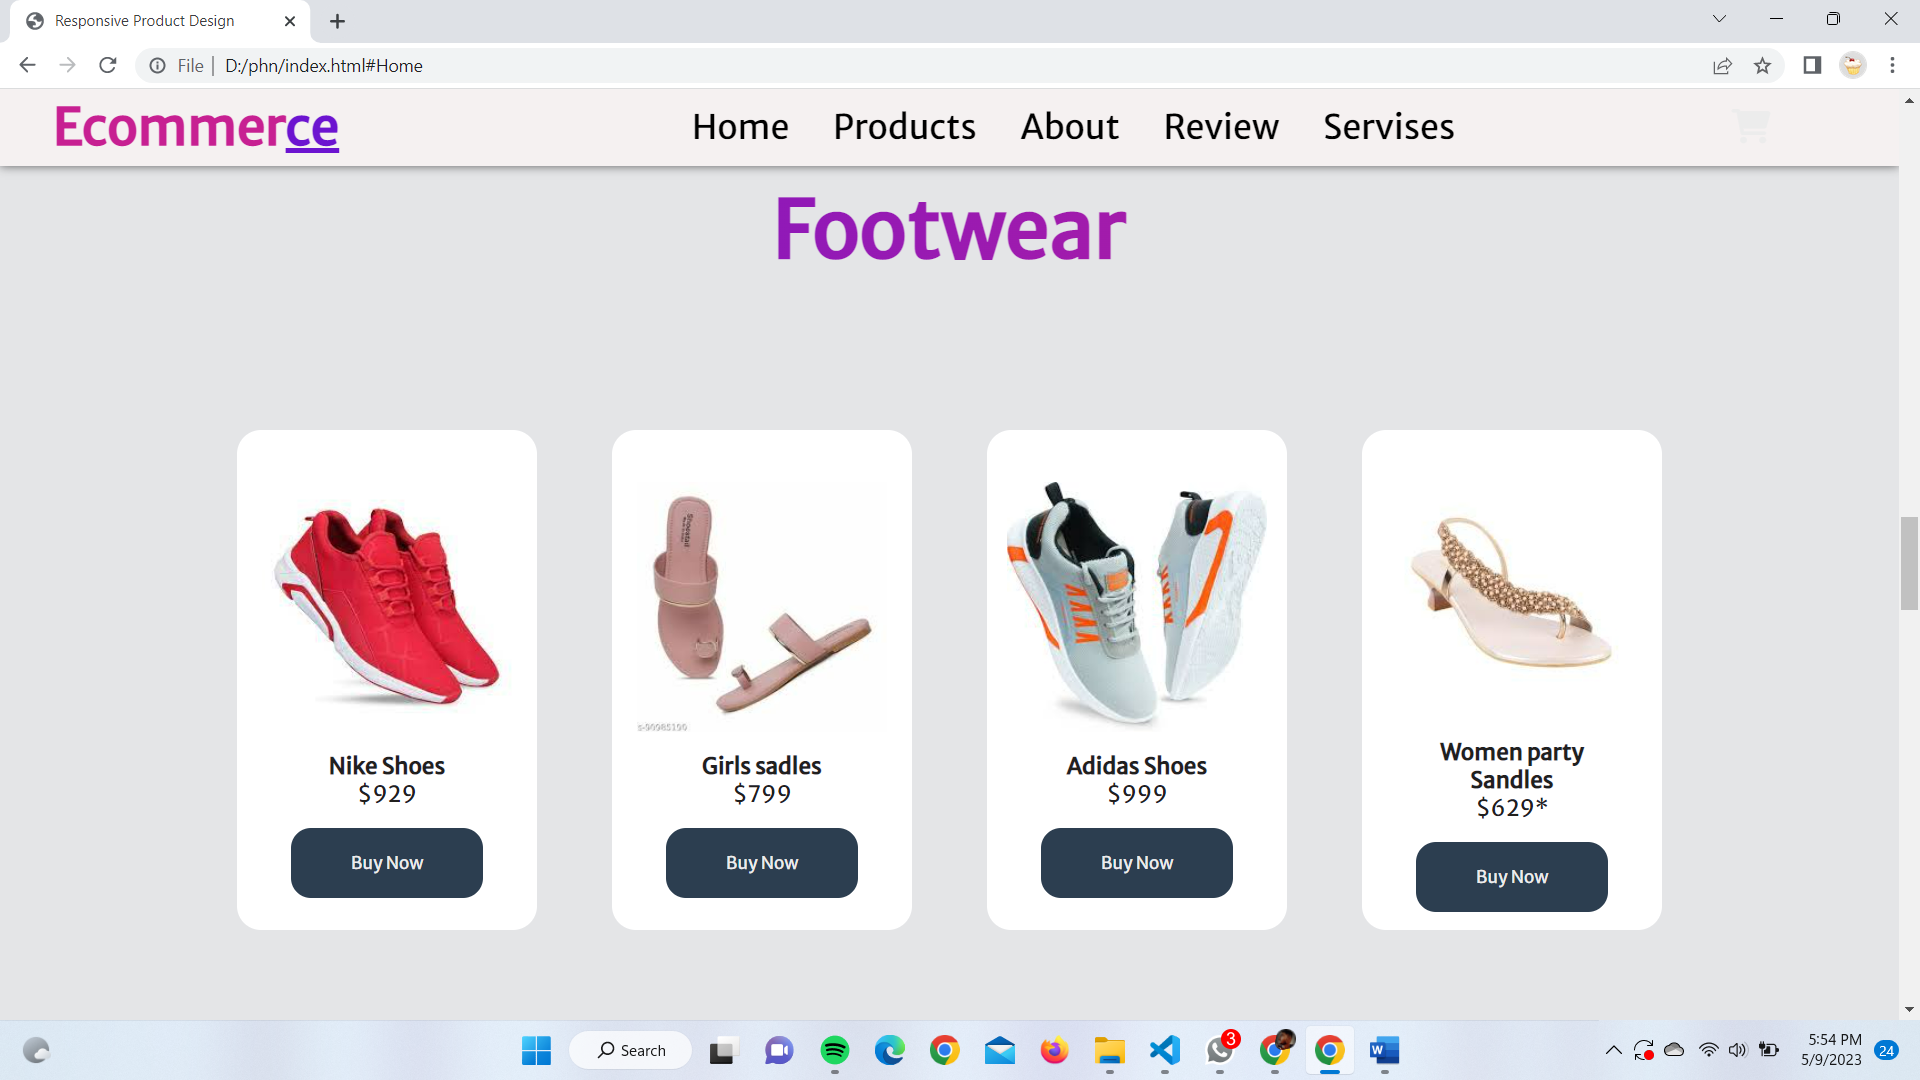 Responsive Product Design
File
D:/phn/index.html#Home
Ecommerce
Home Products About Review Servises
Footwear
Nike Shoes
$929
Buy Now
Shoestail
s-90985190
Girls sadles
$799
Buy Now
Adidas Shoes
$999
Buy Now
Women party
Sandles
$629*
Buy Now
Search
3
W
5:54 PM
5/9/2023
24